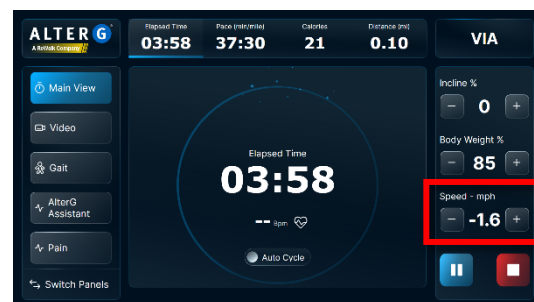 ALTER G
A ReWalk Company
Elapsed Time
03:58
Pace (min/mile)
37:30
Calories
21
Distance (mi)
0.10
VIA
Main View
Video
Gait
AlterG
Assistant
Pain
Switch Panels
Elapsed Time
03:58
-- Bpm
Auto Cycle
Incline %
- 0 +
Body Weight %
- 85 +
Speed - mph
- -1.6 +